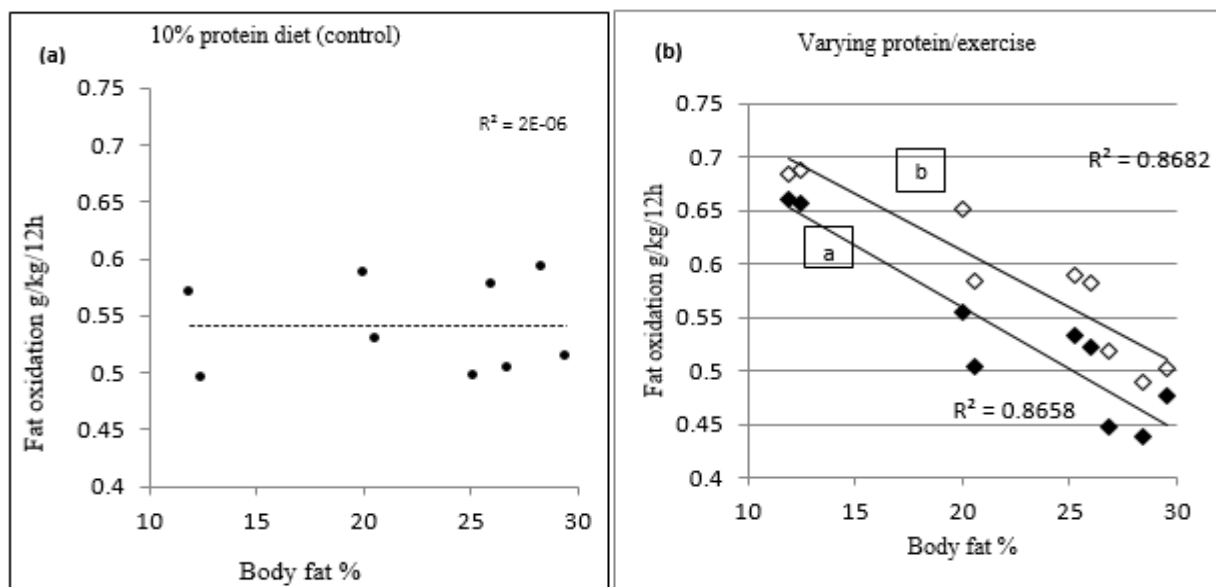 10% protein diet (control)
(a)
R² = 2E-06
0.75
0.7
0.65
0.6
0.55
0.5
0.45
0.4
Fat oxidation g/kg/12h
10 15 20 25 30
Body fat %
Varying protein/exercise
(b)
0.75
0.7
0.65
0.6
0.55
0.5
0.45
0.4
Fat oxidation g/kg/12h
R² = 0.8682
b
a
R² = 0.8658
10 15 20 25 30
Body fat %